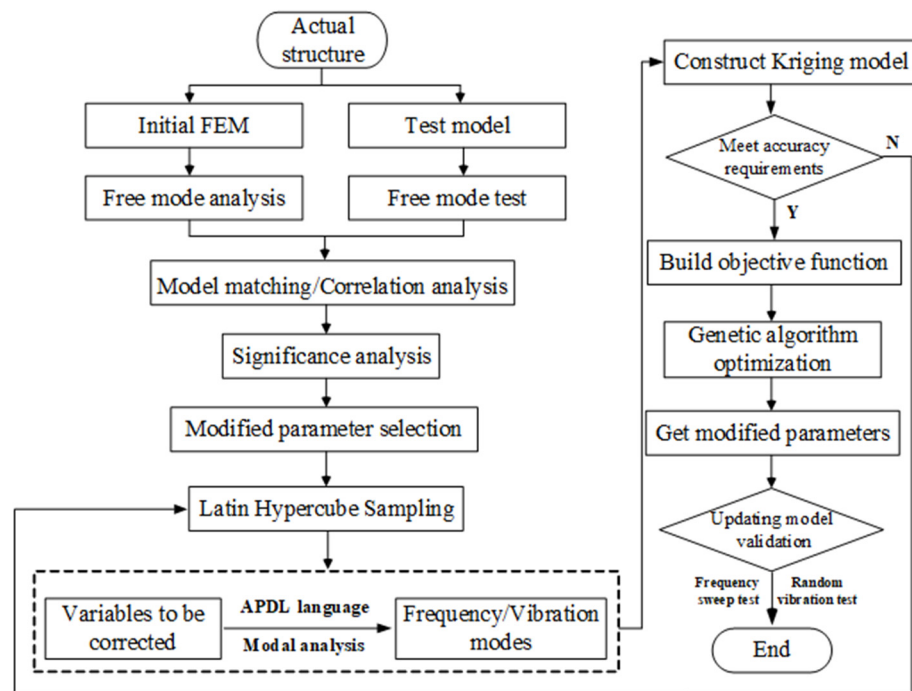 Actual
structure
Initial FEM
Test model
Free mode analysis
Free mode test
Model matching/Correlation analysis
Significance analysis
Modified parameter selection
Latin Hypercube Sampling
Variables to be
corrected
APDL language
Modal analysis
Frequency/Vibration
modes
Construct Kriging model
Meet accuracy
requirements
N
Y
Build objective function
Genetic algorithm
optimization
Get modified parameters
Updating model
validation
Frequency
sweep test
Random
vibration test
End